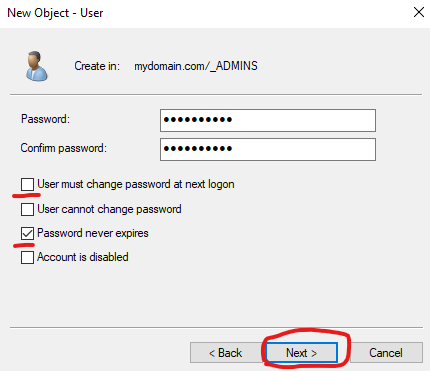 New Object - User
Create in: mydomain.com/_ADMINS
Password: ●●●●●●●●●●
Confirm password: ●●●●●●●●●●
User must change password at next logon
User cannot change password
Password never expires
Account is disabled
< Back Next > Cancel